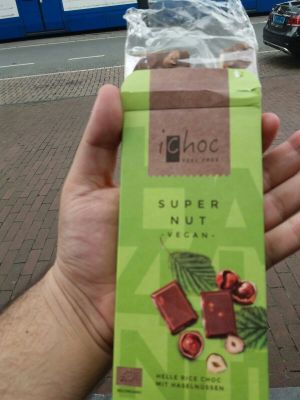 iChoc
FEEL FREE
SUPER
NUT
- VEGAN -
HELLE RICE CHOC
MIT HASELNÜSSEN